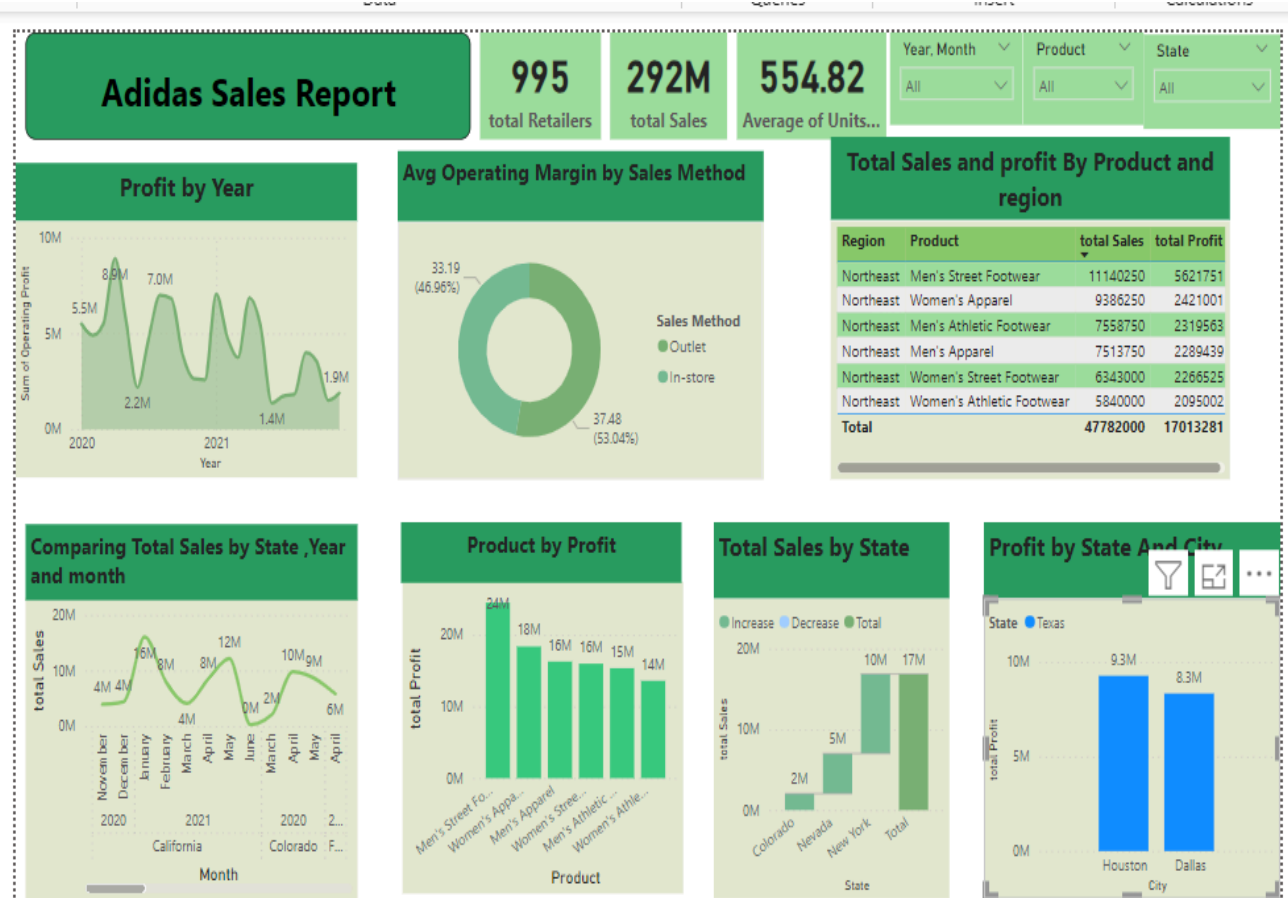 Adidas Sales Report
995
total Retailers
292M
total Sales
554.82
Average of Units...
Year, Month
All
Product
All
State
All
Profit by Year
10M
5M
0M
Sum of Operating Profit
5.5M
8.9M
2.2M
7.0M
1.4M
1.9M
2020
2021
Year
Avg Operating Margin by Sales Method
33.19
(46.96%)
37.48
(53.04%)
Sales Method
Outlet
In-store
Total Sales and profit By Product and
region
Region Product total Sales total Profit
Northeast Men's Street Footwear 11140250 5621751
Northeast Women's Apparel 9386250 2421001
Northeast Men's Athletic Footwear 7558750 2319563
Northeast Men's Apparel 7513750 2289439
Northeast Women's Street Footwear 6343000 2266525
Northeast Women's Athletic Footwear 5840000 2095002
Total 47782000 17013281
Comparing Total Sales by State ,Year
and month
20M
10M
0M
total Sales
4M 4M 16M 8M 4M 8M 12M 0M 2M 10M 9M 6M
November December January February March April May June March April May April
2020 2021 2020 2...
California Colorado F...
Month
Product by Profit
20M
10M
0M
total Profit
24M 18M 16M 16M 15M 14M
Men's Street Fo...
Women's Appa...
Men's Apparel
Women's Stree...
Men's Athletic ...
Women's Athle...
Product
Total Sales by State
Increase Decrease Total
20M
10M
0M
total Sales
2M 5M 10M 17M
Colorado Nevada New York Total
State
Profit by State And City
State Texas
10M
5M
0M
total Profit
9.3M 8.3M
Houston Dallas
City